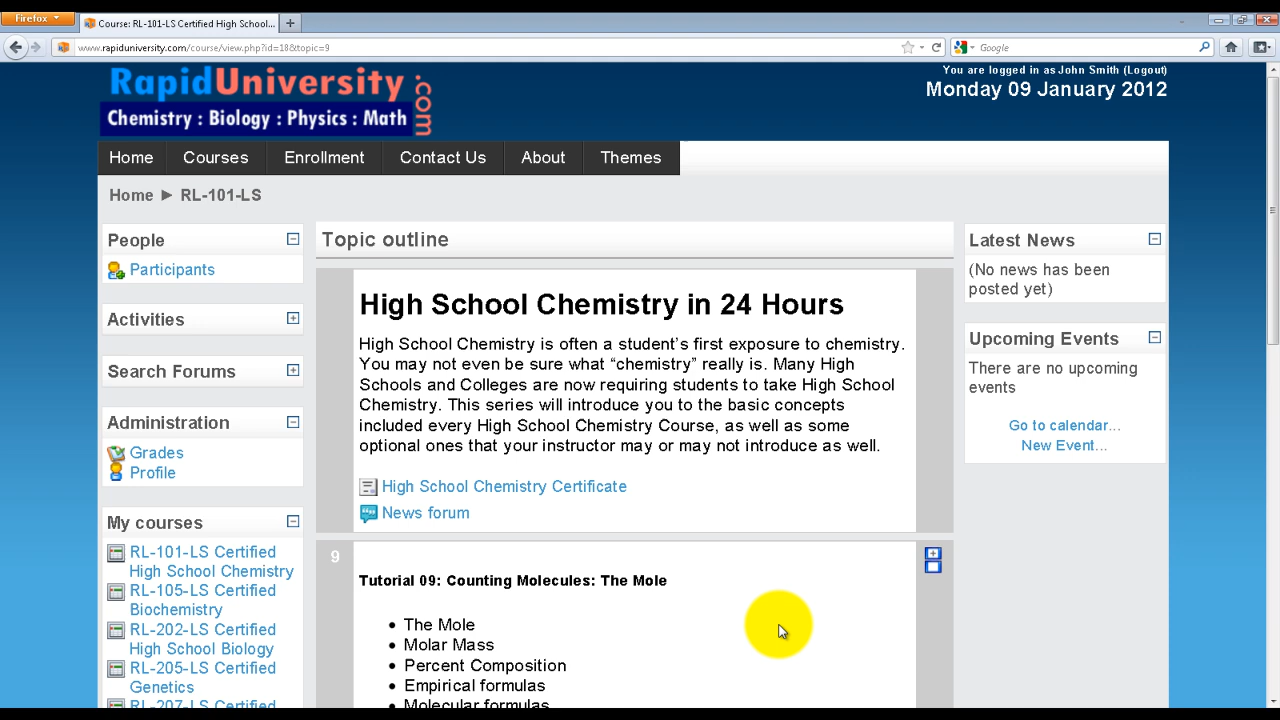 Firefox
Course: RL-101-LS Certified High School...
www.rapiduniversity.com/course/view.php?id=18&topic=9
Google
RapidUniversity.com
Chemistry : Biology : Physics : Math
You are logged in as John Smith (Logout)
Monday 09 January 2012
Home
Courses
Enrollment
Contact Us
About
Themes
Home ► RL-101-LS
People
Participants
Activities
Search Forums
Administration
Grades
Profile
My courses
RL-101-LS Certified
High School Chemistry
RL-105-LS Certified
Biochemistry
RL-202-LS Certified
High School Biology
RL-205-LS Certified
Genetics
RL-207-LS Certified
Topic outline
High School Chemistry in 24 Hours
High School Chemistry is often a student’s first exposure to chemistry.
You may not even be sure what “chemistry” really is. Many High
Schools and Colleges are now requiring students to take High School
Chemistry. This series will introduce you to the basic concepts
included every High School Chemistry Course, as well as some
optional ones that your instructor may or may not introduce as well.
High School Chemistry Certificate
News forum
9
Tutorial 09: Counting Molecules: The Mole
• The Mole
• Molar Mass
• Percent Composition
• Empirical formulas
• Molecular formulas
Latest News
(No news has been
posted yet)
Upcoming Events
There are no upcoming
events
Go to calendar...
New Event...